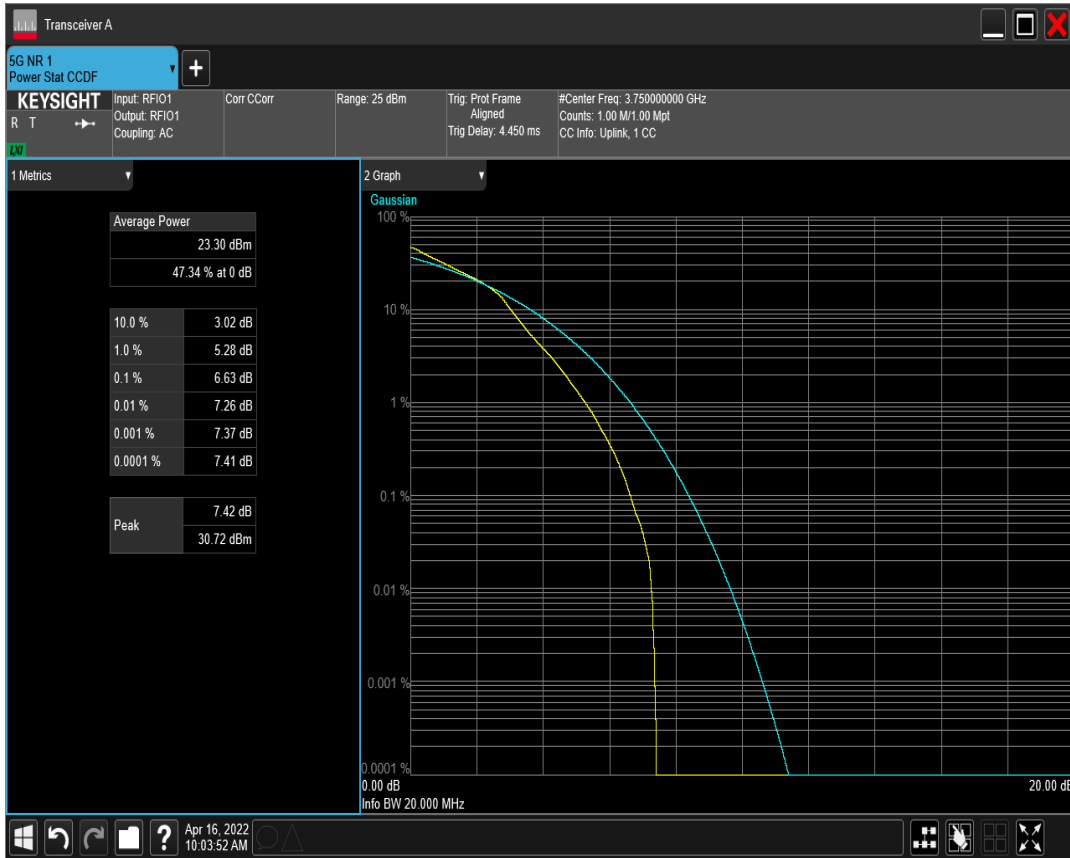 Transceiver A
5G NR 1
Power Stat CCDF
KEYSIGHT
R T
LXI
Input: RFIO1
Output: RFIO1
Coupling: AC
Corr CCorr
Range: 25 dBm
Trig: Prot Frame
Aligned
Trig Delay: 4.450 ms
#Center Freq: 3.750000000 GHz
Counts: 1.00 M/1.00 Mpt
CC Info: Uplink, 1 CC
1 Metrics
Average Power
23.30 dBm
47.34 % at 0 dB
10.0 % 3.02 dB
1.0 % 5.28 dB
0.1 % 6.63 dB
0.01 % 7.26 dB
0.001 % 7.37 dB
0.0001 % 7.41 dB
Peak
7.42 dB
30.72 dBm
2 Graph
Gaussian
100 %
10 %
1 %
0.1 %
0.01 %
0.001 %
0.0001 %
0.00 dB 20.00 dB
Info BW 20.000 MHz
?
Apr 16, 2022
10:03:52 AM